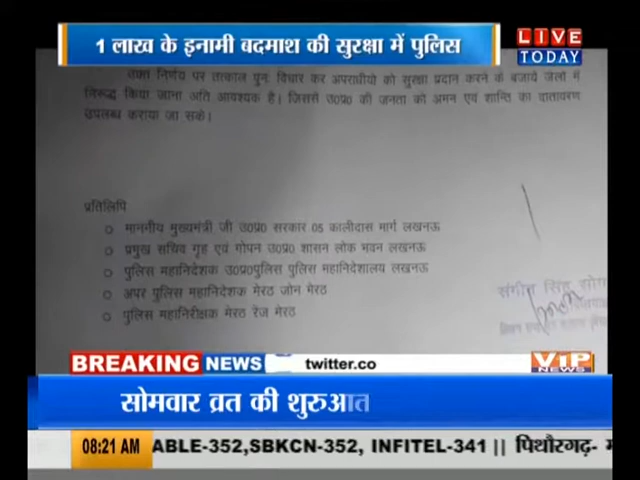 1 लाख के इनामी बदमाश की सुरक्षा में पुलिस
LIVE
TODAY
उक्त निर्णय पर तत्काल पुनः विचार कर अपराधीयो को सुरक्षा प्रदान करने के बजाये जेलों में
निरूद्ध किया जाना अति आवश्यक है। जिससे उ0प्र0 की जनता को अमन एवं शान्ति का वातावरण
उपलब्ध कराया जा सके।
प्रतिलिपि
माननीय मुख्यमंत्री जी उ0प्र0 सरकार 05 कालीदास मार्ग लखनऊ
प्रमुख सचिव गृह एवं गोपन उ0प्र0 शासन लोक भवन लखनऊ
पुलिस महानिदेशक उ0प्र0पुलिस पुलिस महानिदेशालय लखनऊ
अपर पुलिस महानिदेशक मेरठ जोन मेरठ
पुलिस महानिरीक्षक मेरठ रेंज मेरठ
संगीत सिंह सोम
BREAKING NEWS twitter.co
VIP
NEWS
सोमवार व्रत की शुरुआत
08:21 AM ABLE-352,SBKCN-352, INFITEL-341 || पिथौरागढ़-